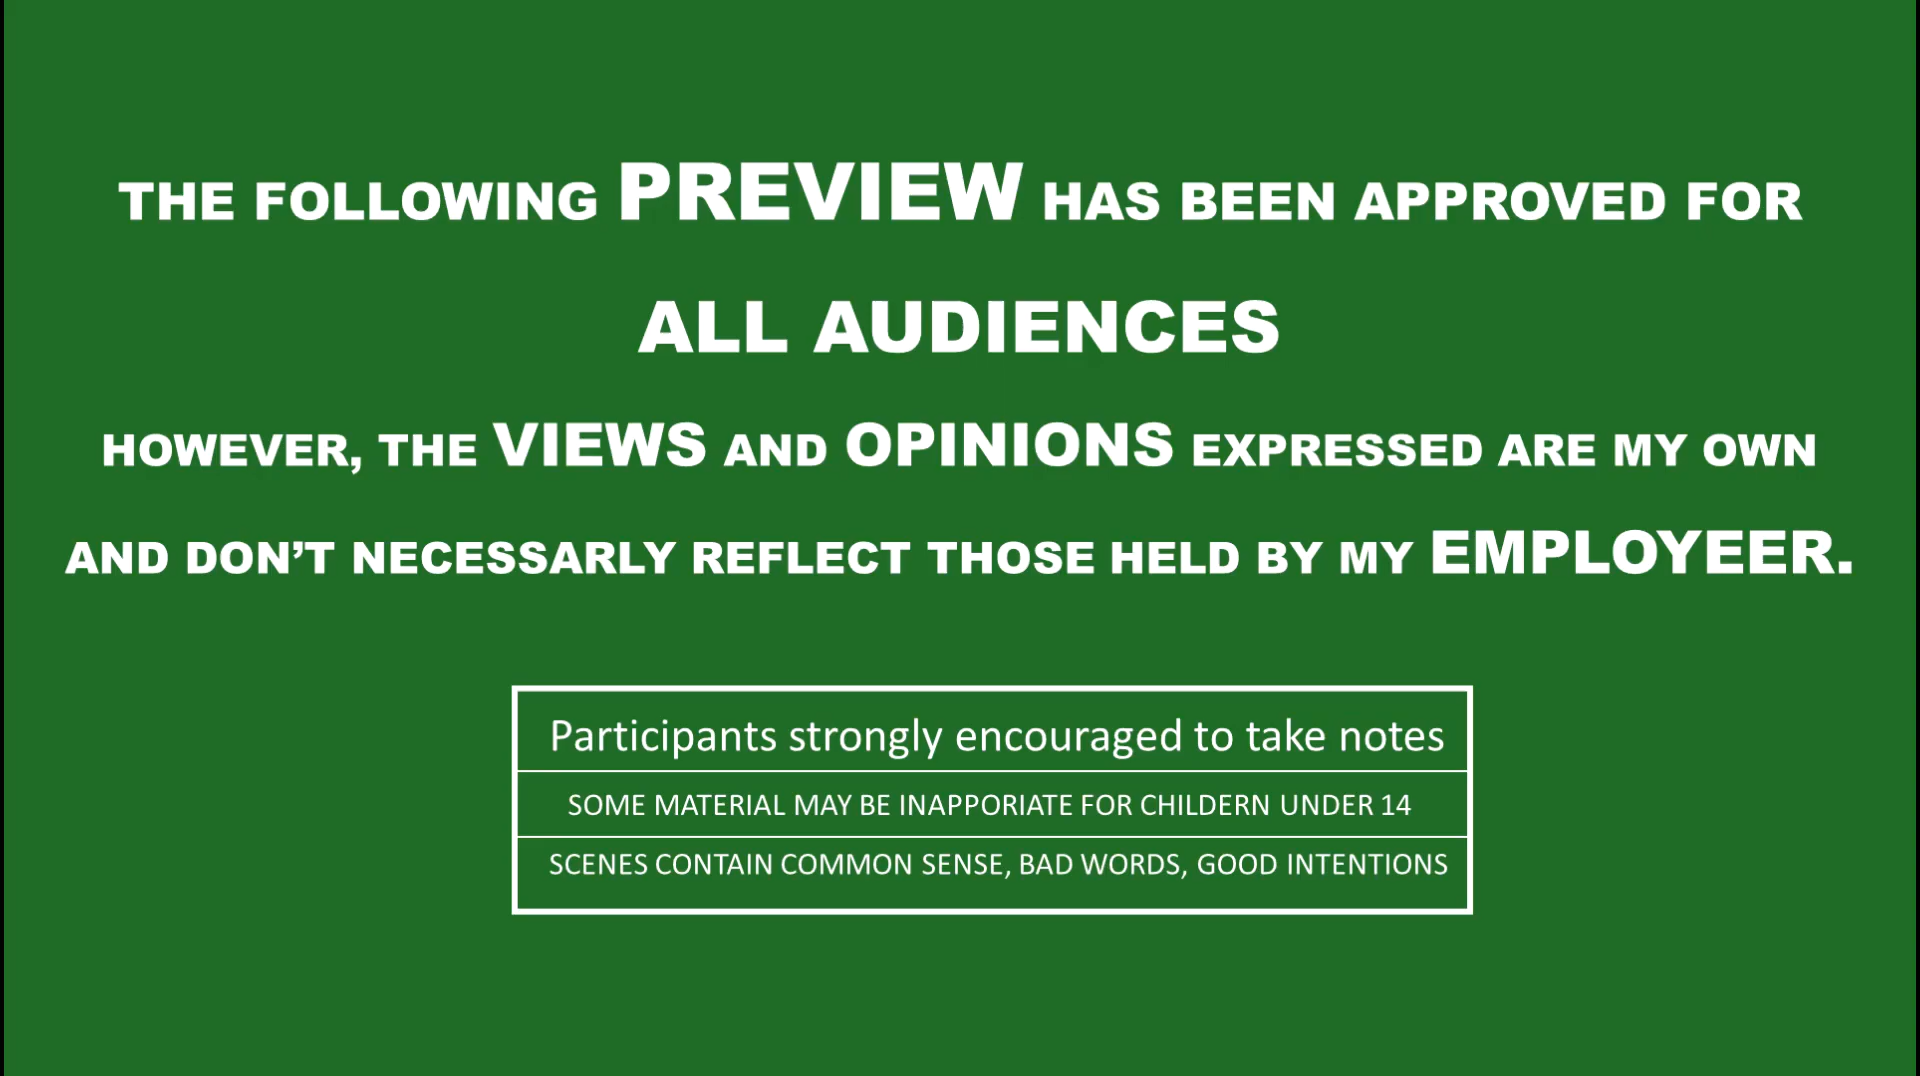 THE FOLLOWING PREVIEW HAS BEEN APPROVED FOR
ALL AUDIENCES
HOWEVER, THE VIEWS AND OPINIONS EXPRESSED ARE MY OWN
AND DON’T NECESSARLY REFLECT THOSE HELD BY MY EMPLOYEER.
Participants strongly encouraged to take notes
SOME MATERIAL MAY BE INAPPORIATE FOR CHILDERN UNDER 14
SCENES CONTAIN COMMON SENSE, BAD WORDS, GOOD INTENTIONS